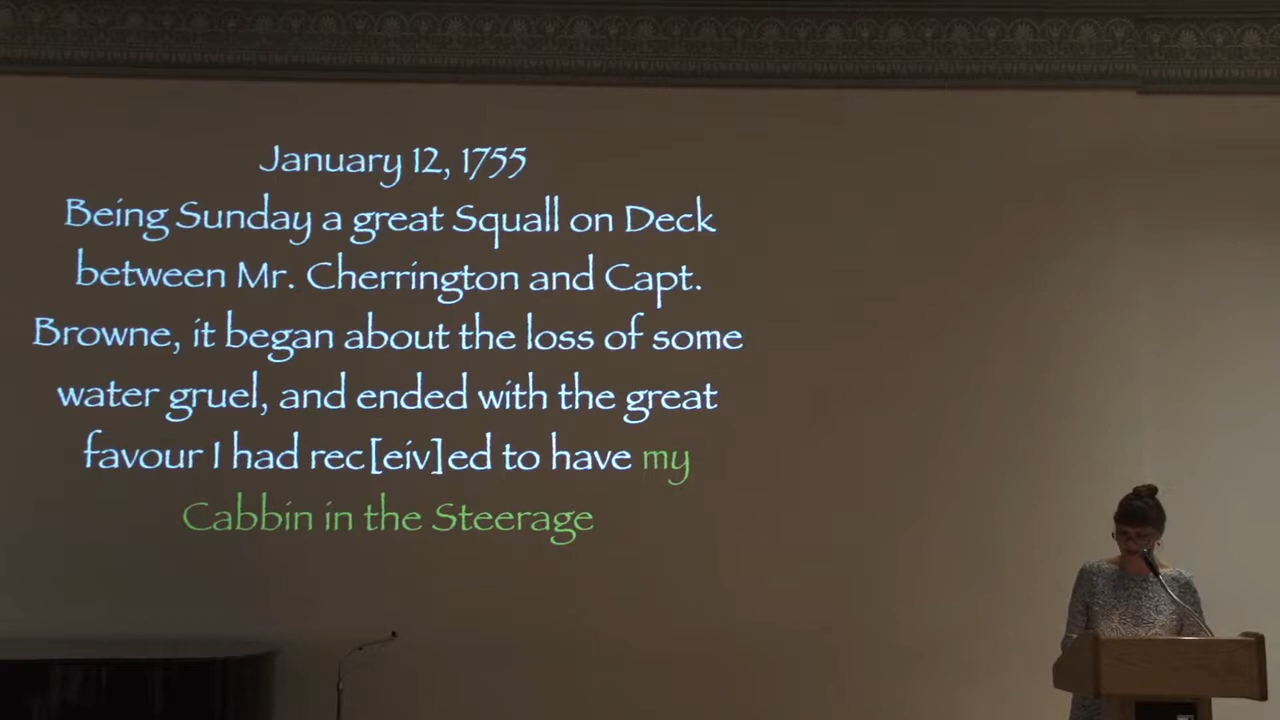 January 12, 1755
Being Sunday a great Squall on Deck
between Mr. Cherrington and Capt.
Browne, it began about the loss of some
water gruel, and ended with the great
favour I had rec[eiv]ed to have my
Cabbin in the Steerage